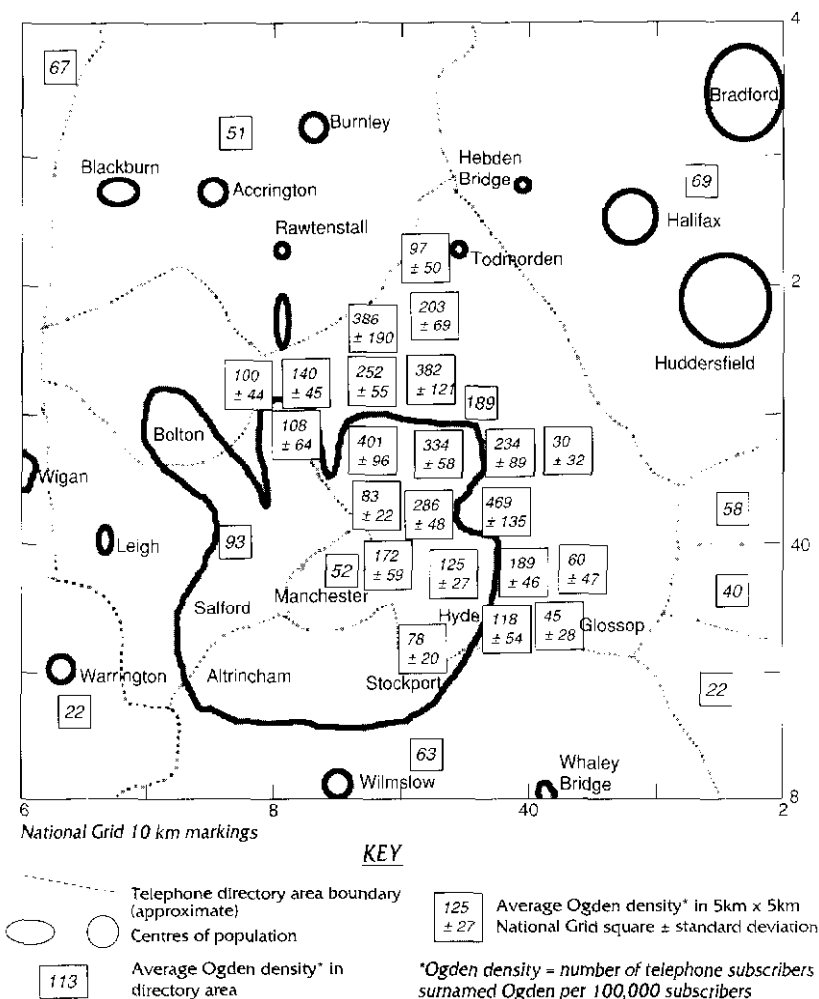 4
67
Bradford
51
Burnley
Blackburn
Hebden
Bridge
69
Accrington
Halifax
Rawtenstall
97
± 50
Todmorden
2
386
± 190
203
± 69
Huddersfield
100
± 44
140
± 45
252
± 55
382
± 121
189
108
± 64
Bolton
401
± 96
334
± 58
234
± 89
30
± 32
Wigan
83
± 22
286
± 48
469
± 135
58
Leigh
93
40
52
172
± 59
125
± 27
189
± 46
60
± 47
40
Manchester
Salford
Hyde
118
± 54
45
± 28
Glossop
78
± 20
Warrington
Altrincham
Stockport
22
22
63
Wilmslow
Whaley
Bridge
8
6
8
40
2
National Grid 10 km markings
KEY
Telephone directory area boundary
(approximate)
Centres of population
113
Average Ogden density* in
directory area
125
± 27
Average Ogden density* in 5km x 5km
National Grid square ± standard deviation
*Ogden density = number of telephone subscribers
surnamed Ogden per 100,000 subscribers